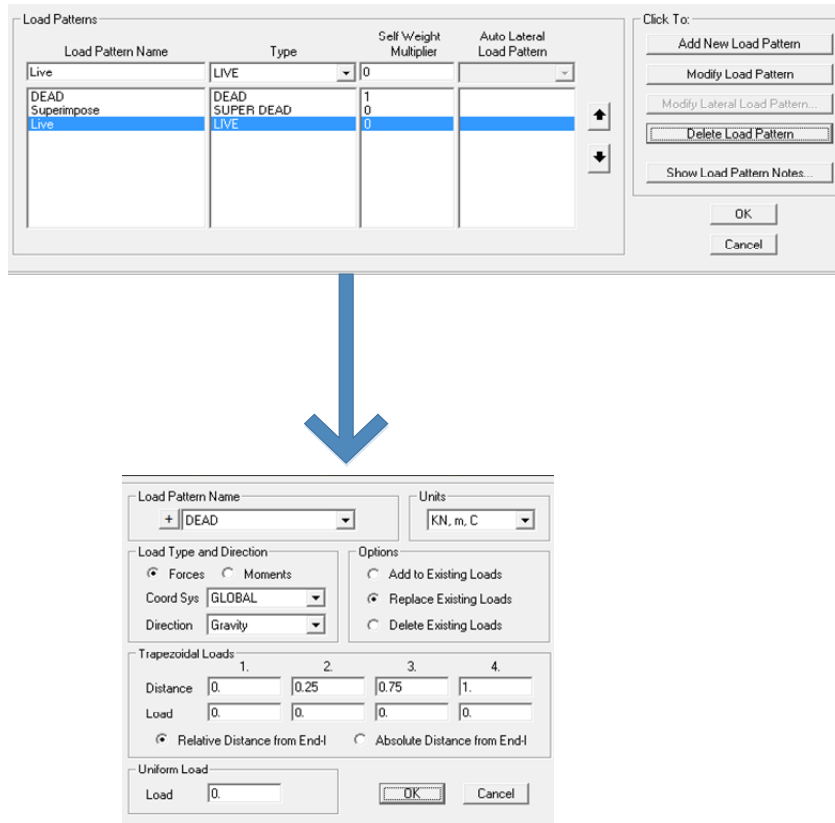 Load Patterns
Click To:
Load Pattern Name Type Self Weight Multiplier Auto Lateral Load Pattern
Live LIVE 0
DEAD DEAD 1
Superimpose SUPER DEAD 0
Live LIVE 0
Add New Load Pattern
Modify Load Pattern
Modify Lateral Load Pattern...
Delete Load Pattern
Show Load Pattern Notes...
OK
Cancel
Load Pattern Name
+ DEAD
Units
KN, m, C
Load Type and Direction
Forces Moments
Coord Sys GLOBAL
Direction Gravity
Options
Add to Existing Loads
Replace Existing Loads
Delete Existing Loads
Trapezoidal Loads
1. 2. 3. 4.
Distance 0. 0.25 0.75 1.
Load 0. 0. 0. 0.
Relative Distance from End-I Absolute Distance from End-I
Uniform Load
Load 0.
OK Cancel